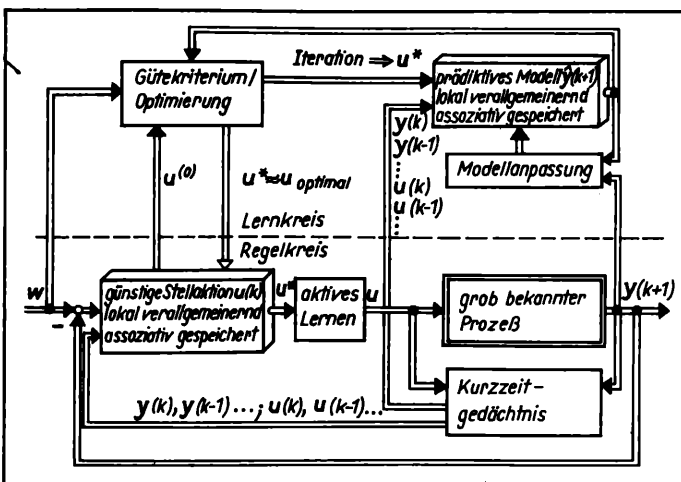 Iteration ⇒ u*
Gütekriterium/
Optimierung
prädiktives Modell ŷ(k+1)
lokal verallgemeinernd
assoziativ gespeichert
y(k)
y(k-1)
⋮
u(k)
u(k-1)
⋮
Modellanpassung
u(o)
u* ⇒ u optimal
Lernkreis
Regelkreis
w
-
günstige Stellaktion u(k)
lokal verallgemeinernd
assoziativ gespeichert
u*
aktives
Lernen
u
grob bekannter
Prozeß
y(k+1)
Kurzzeit-
gedächtnis
y(k), y(k-1) ...; u(k), u(k-1)...